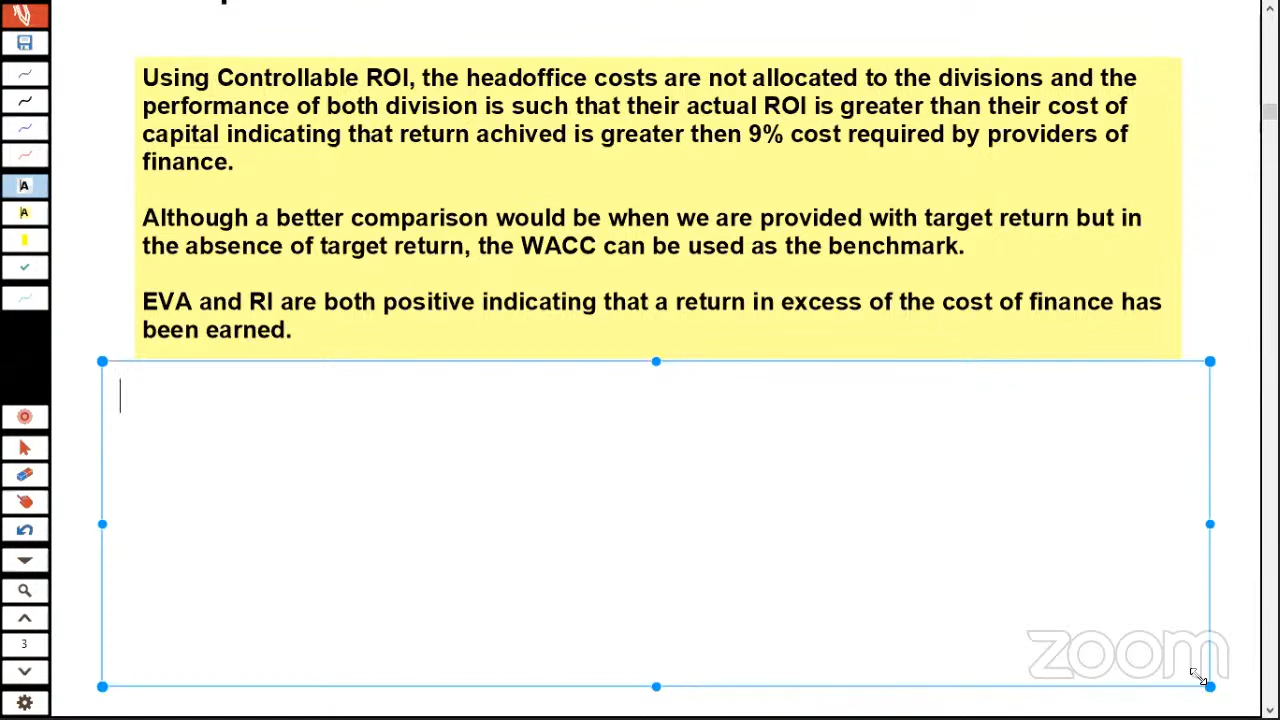 Using Controllable ROI, the headoffice costs are not allocated to the divisions and the
performance of both division is such that their actual ROI is greater than their cost of
capital indicating that return achived is greater then 9% cost required by providers of
finance.
Although a better comparison would be when we are provided with target return but in
the absence of target return, the WACC can be used as the benchmark.
EVA and RI are both positive indicating that a return in excess of the cost of finance has
been earned.
A
A
3
zoom